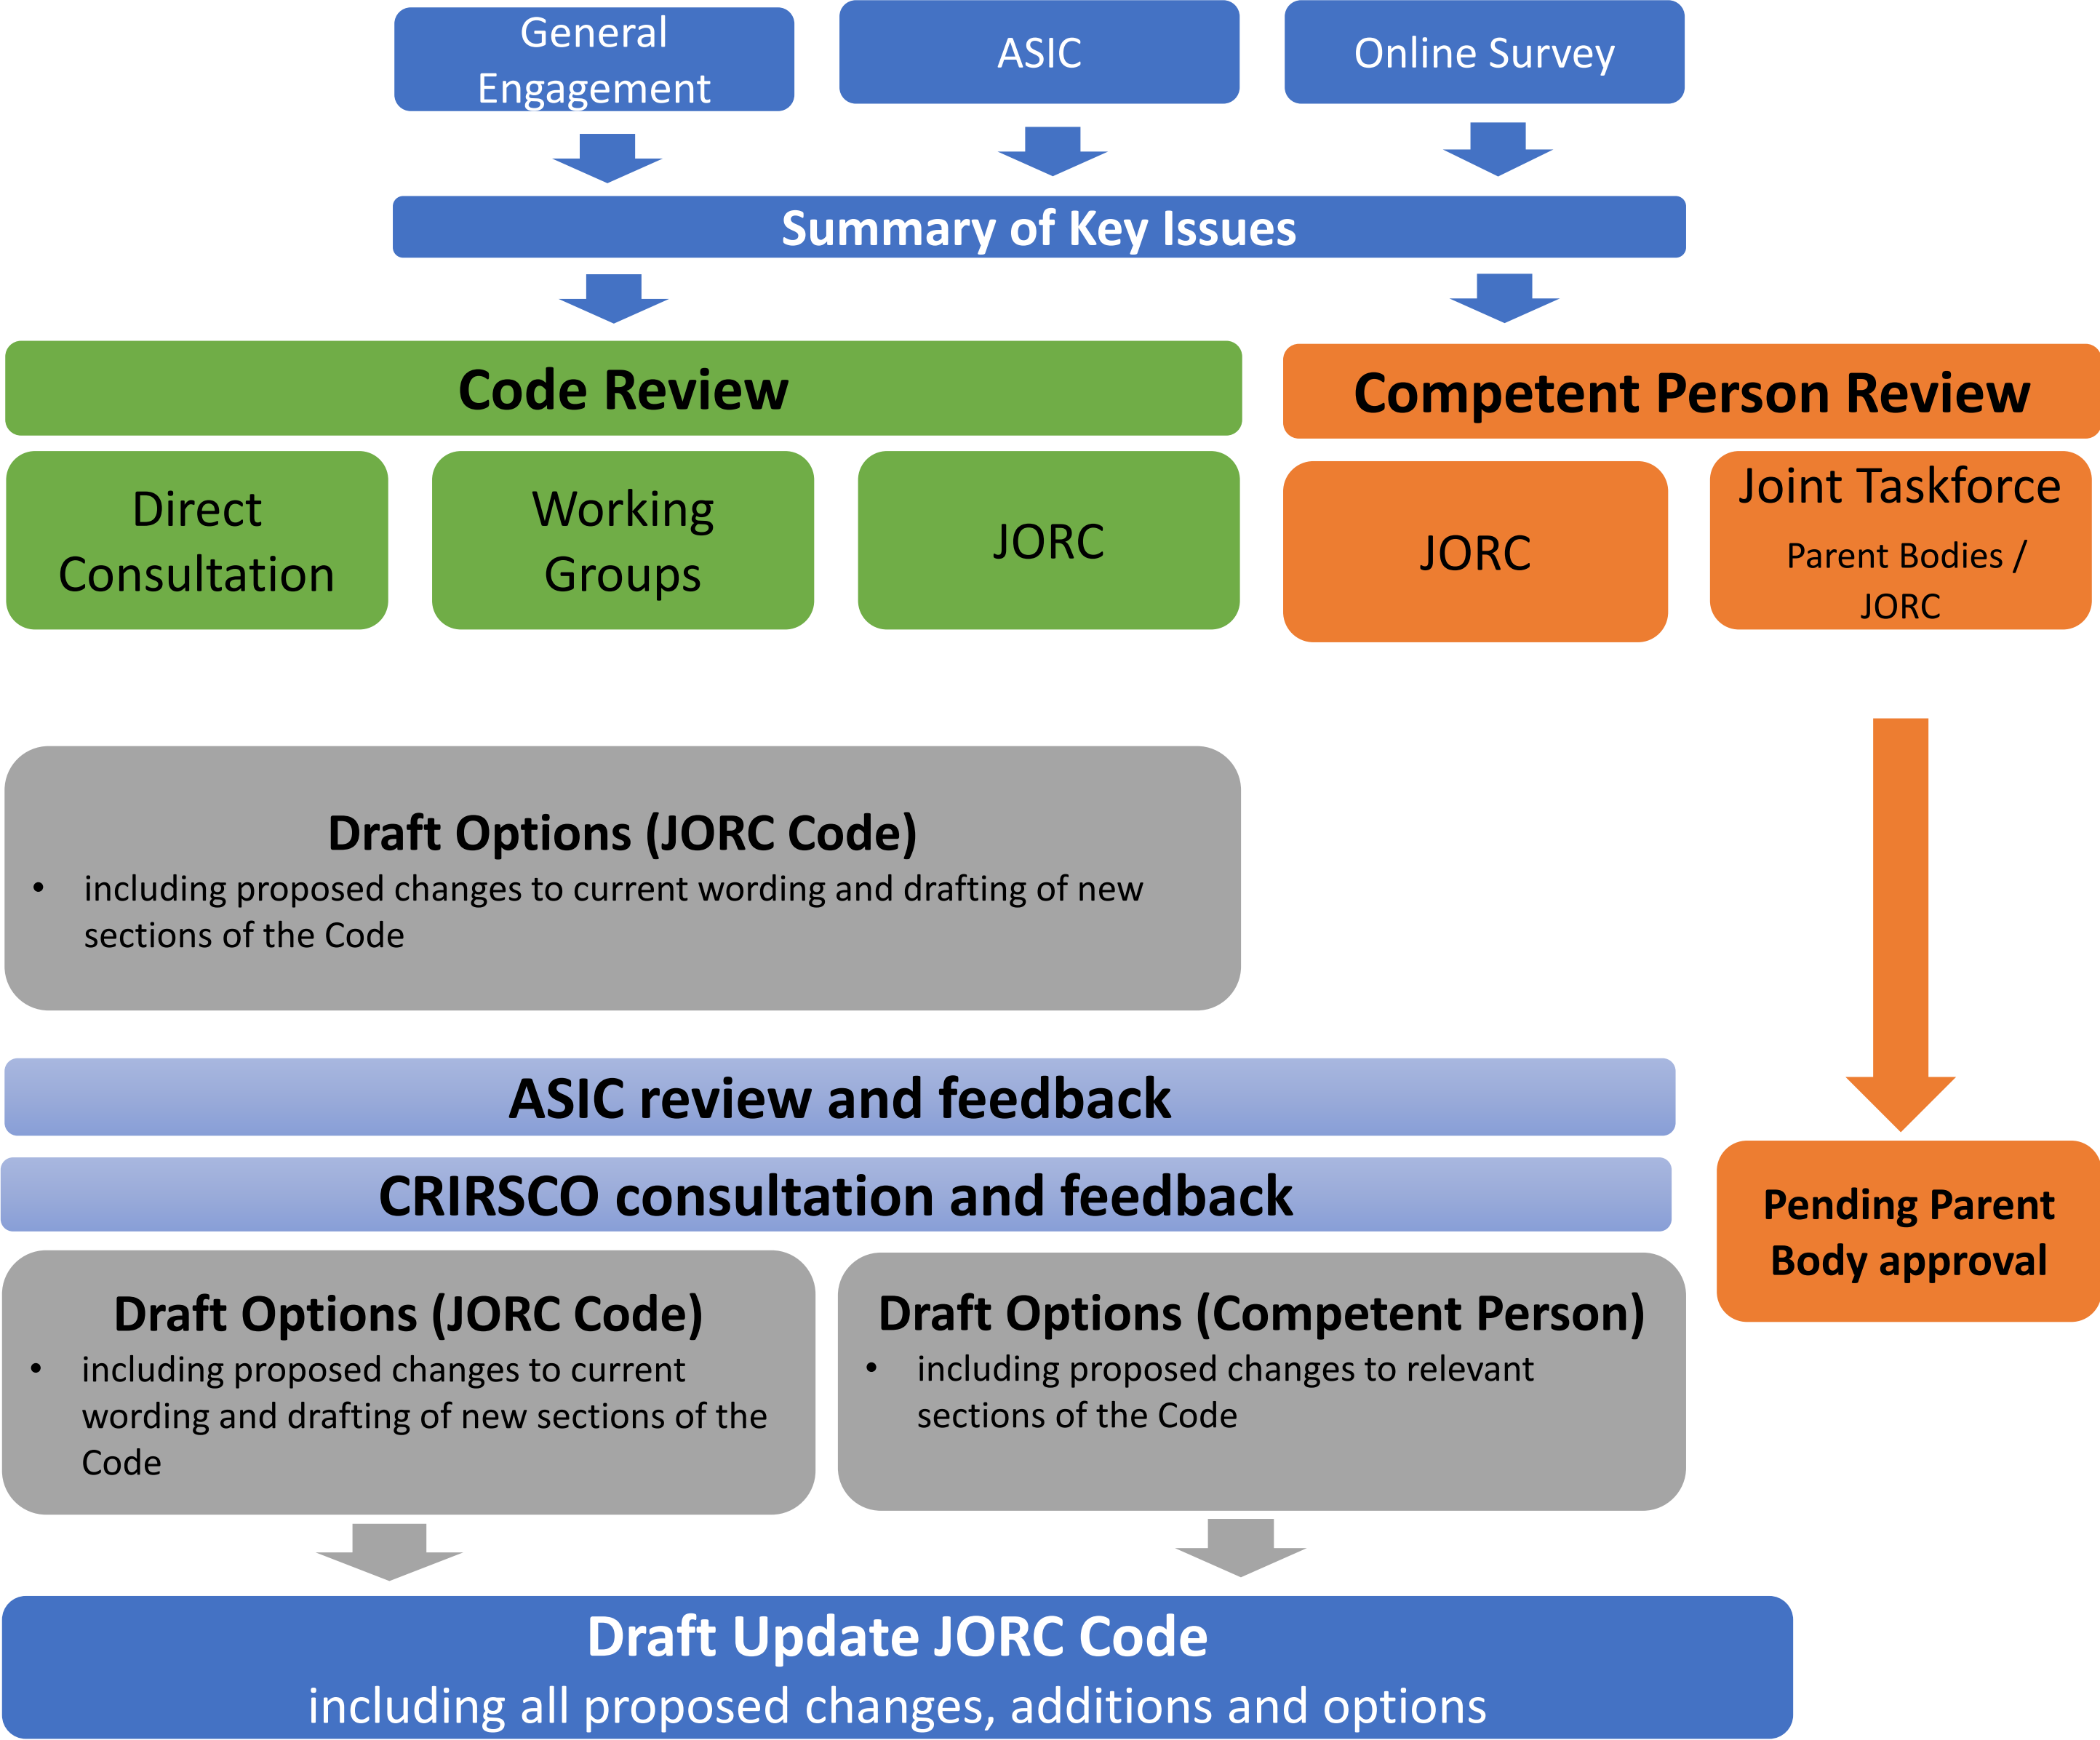 General
Engagement
ASIC
Online Survey
Summary of Key Issues
Code Review
Competent Person Review
Direct
Consultation
Working
Groups
JORC
JORC
Joint Taskforce
Parent Bodies /
JORC
Draft Options (JORC Code)
• including proposed changes to current wording and drafting of new
sections of the Code
ASIC review and feedback
CRIRSCO consultation and feedback
Pending Parent
Body approval
Draft Options (JORC Code)
• including proposed changes to current
wording and drafting of new sections of the
Code
Draft Options (Competent Person)
• including proposed changes to relevant
sections of the Code
Draft Update JORC Code
including all proposed changes, additions and options